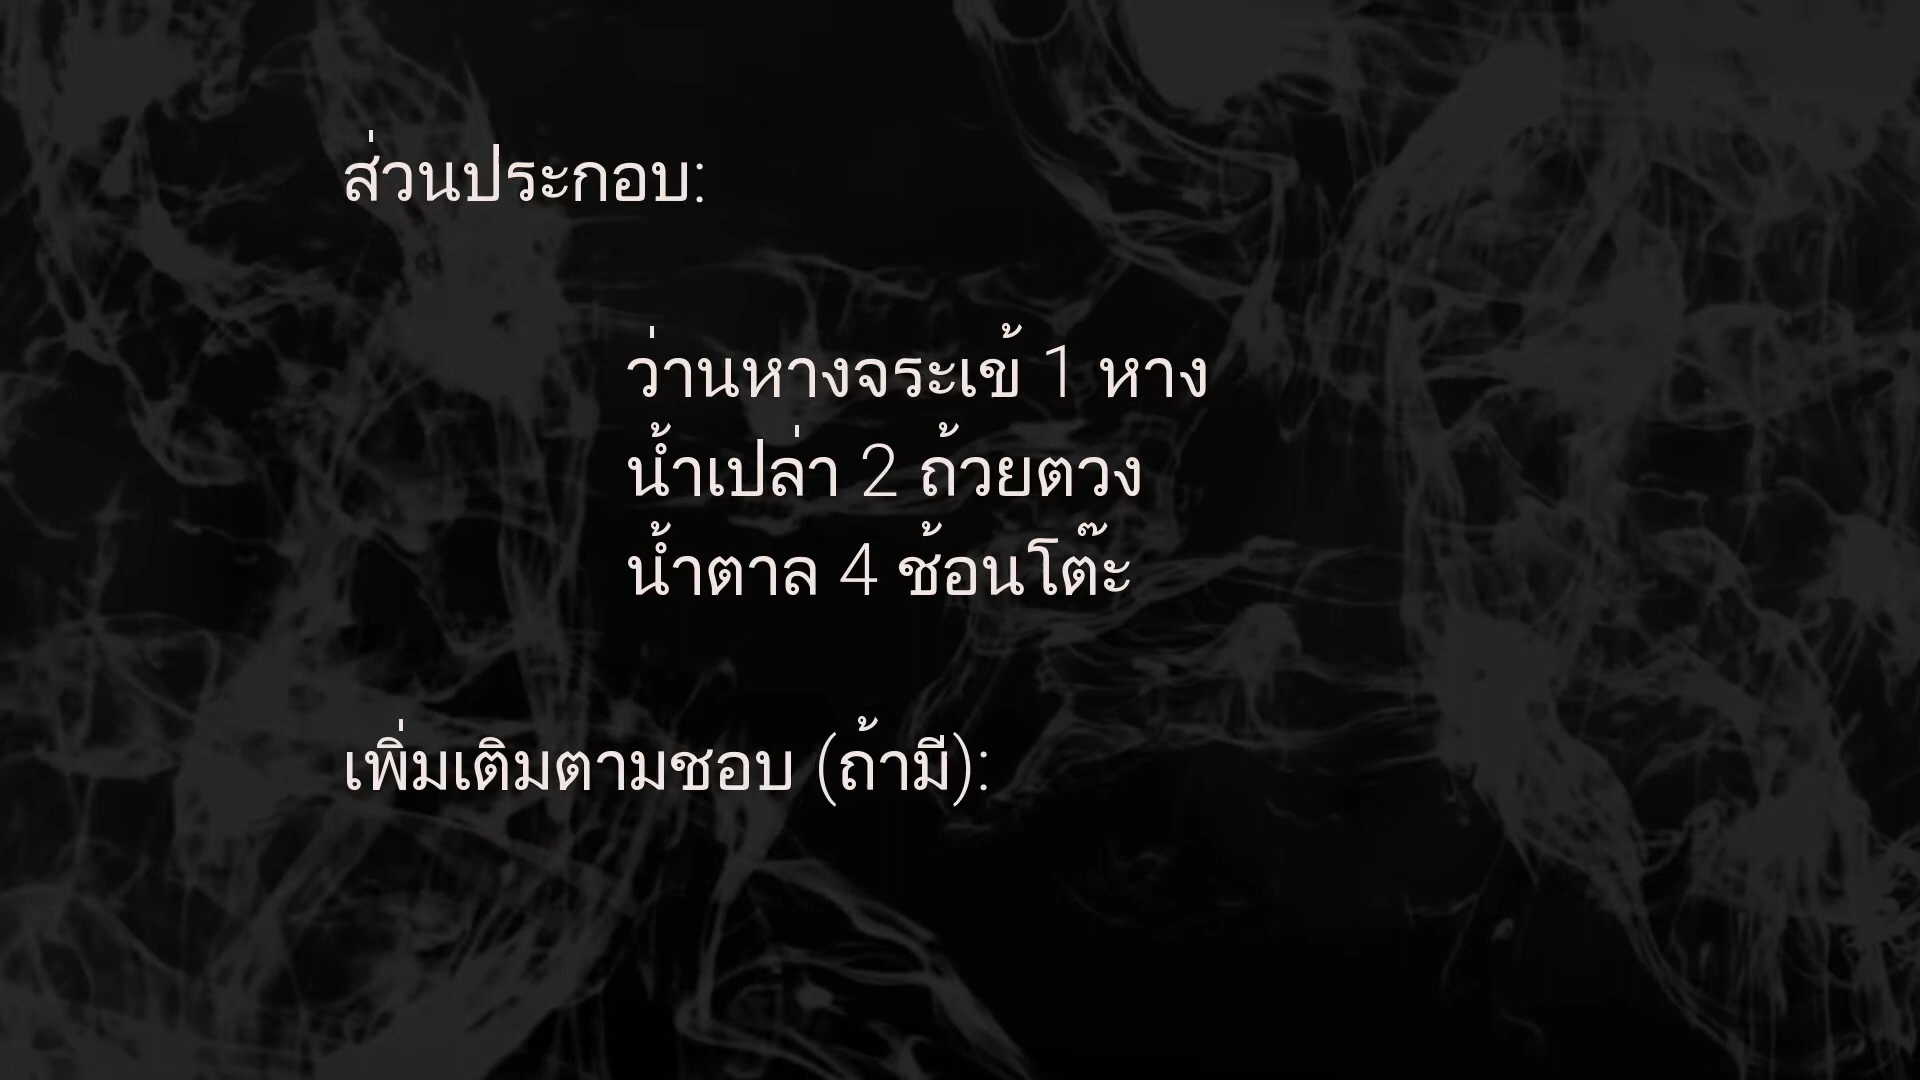 ส่วนประกอบ:
ว่านหางจระเข้ 1 หาง
น้ำเปล่า 2 ถ้วยตวง
น้ำตาล 4 ช้อนโต๊ะ
เพิ่มเติมตามชอบ (ถ้ามี):